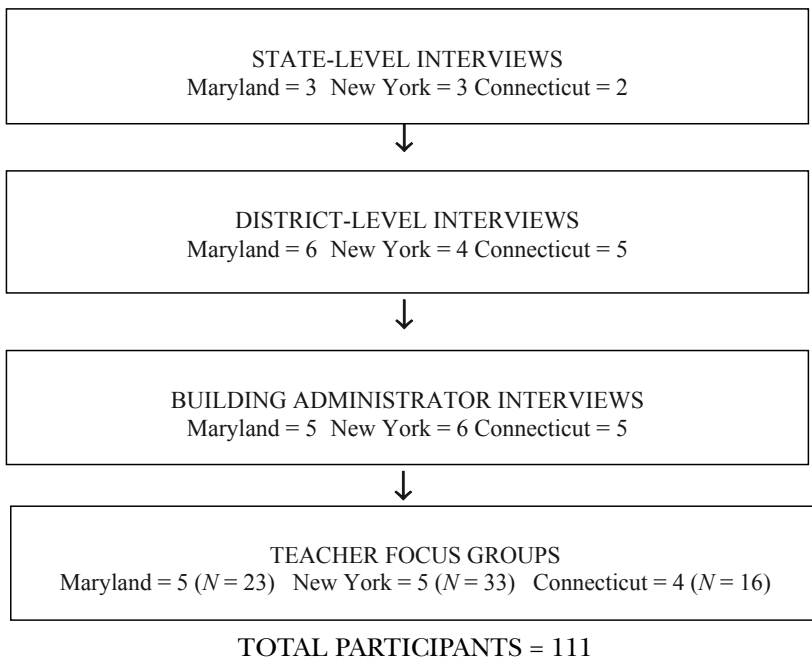 STATE-LEVEL INTERVIEWS
Maryland = 3 New York = 3 Connecticut = 2
DISTRICT-LEVEL INTERVIEWS
Maryland = 6 New York = 4 Connecticut = 5
BUILDING ADMINISTRATOR INTERVIEWS
Maryland = 5 New York = 6 Connecticut = 5
TEACHER FOCUS GROUPS
Maryland = 5 (N = 23) New York = 5 (N = 33) Connecticut = 4 (N = 16)
TOTAL PARTICIPANTS = 111